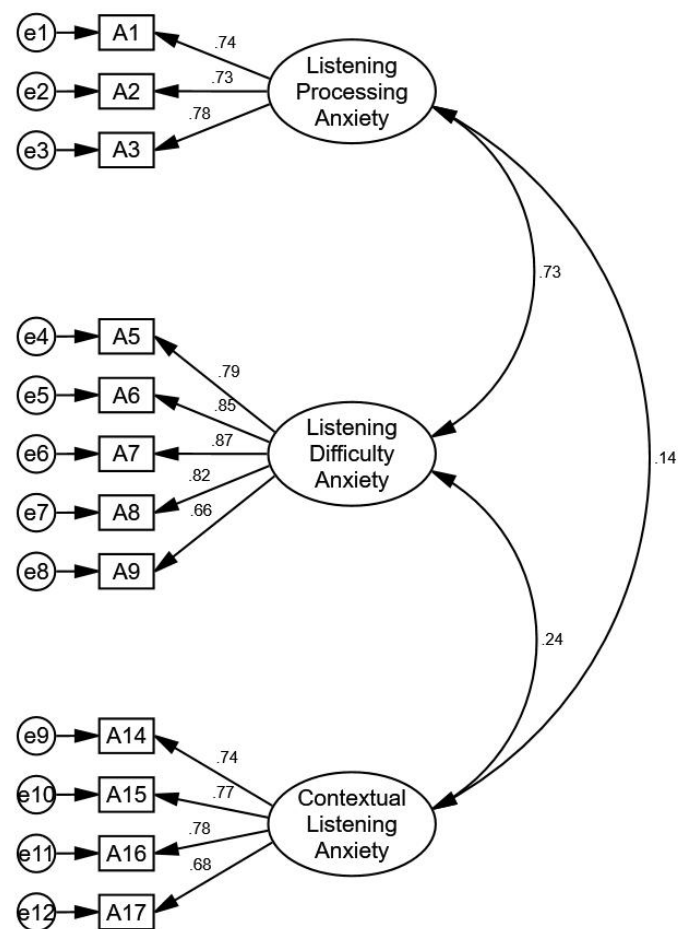 e1 A1 .74
Listening
Processing
Anxiety
e2 A2 .73
e3 A3 .78
.73
e4 A5 .79
e5 A6 .85
Listening
Difficulty
Anxiety
e6 A7 .87
e7 A8 .82
e8 A9 .66
.14
.24
e9 A14 .74
e10 A15 .77
Contextual
Listening
Anxiety
e11 A16 .78
e12 A17 .68